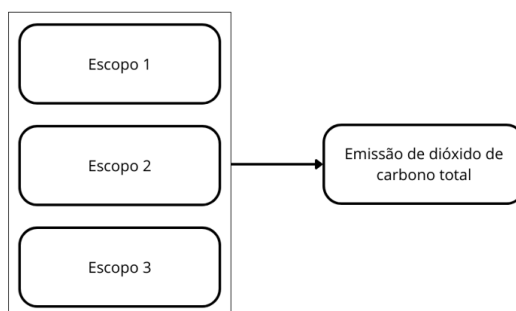 Escopo 1
Escopo 2
Emissão de dióxido de
carbono total
Escopo 3